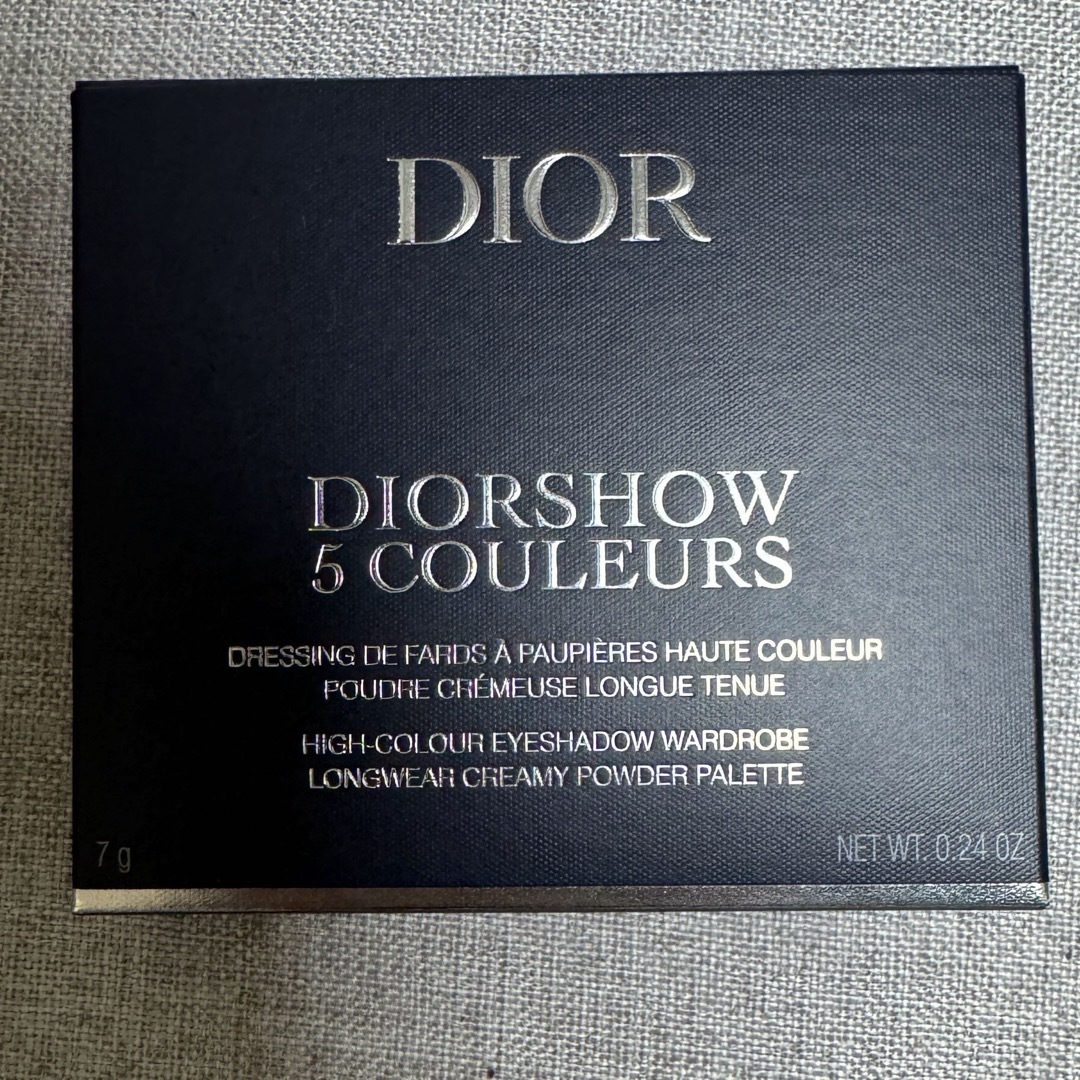 DIOR
DIORSHOW
5 COULEURS
DRESSING DE FARDS À PAUPIÈRES HAUTE COULEUR
POUDRE CRÉMEUSE LONGUE TENUE
HIGH-COLOUR EYESHADOW WARDROBE
LONGWEAR CREAMY POWDER PALETTE
7 g
NET WT. 0.24 OZ